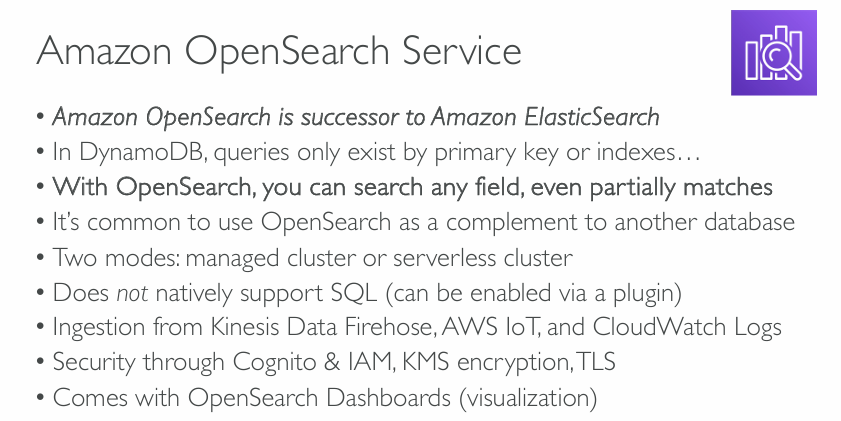 Amazon OpenSearch Service
• Amazon OpenSearch is successor to Amazon ElasticSearch
• In DynamoDB, queries only exist by primary key or indexes…
• With OpenSearch, you can search any field, even partially matches
• It’s common to use OpenSearch as a complement to another database
• Two modes: managed cluster or serverless cluster
• Does not natively support SQL (can be enabled via a plugin)
• Ingestion from Kinesis Data Firehose, AWS IoT, and CloudWatch Logs
• Security through Cognito & IAM, KMS encryption, TLS
• Comes with OpenSearch Dashboards (visualization)